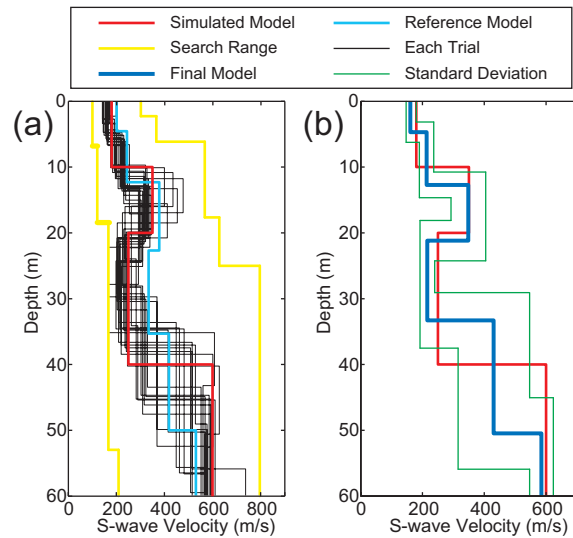 Simulated Model
Reference Model
Search Range
Each Trial
Final Model
Standard Deviation
(a)
0
10
20
30
40
50
60
Depth (m)
0
200
400
600
800
S-wave Velocity (m/s)
(b)
0
10
20
30
40
50
60
Depth (m)
0
200
400
600
S-wave Velocity (m/s)